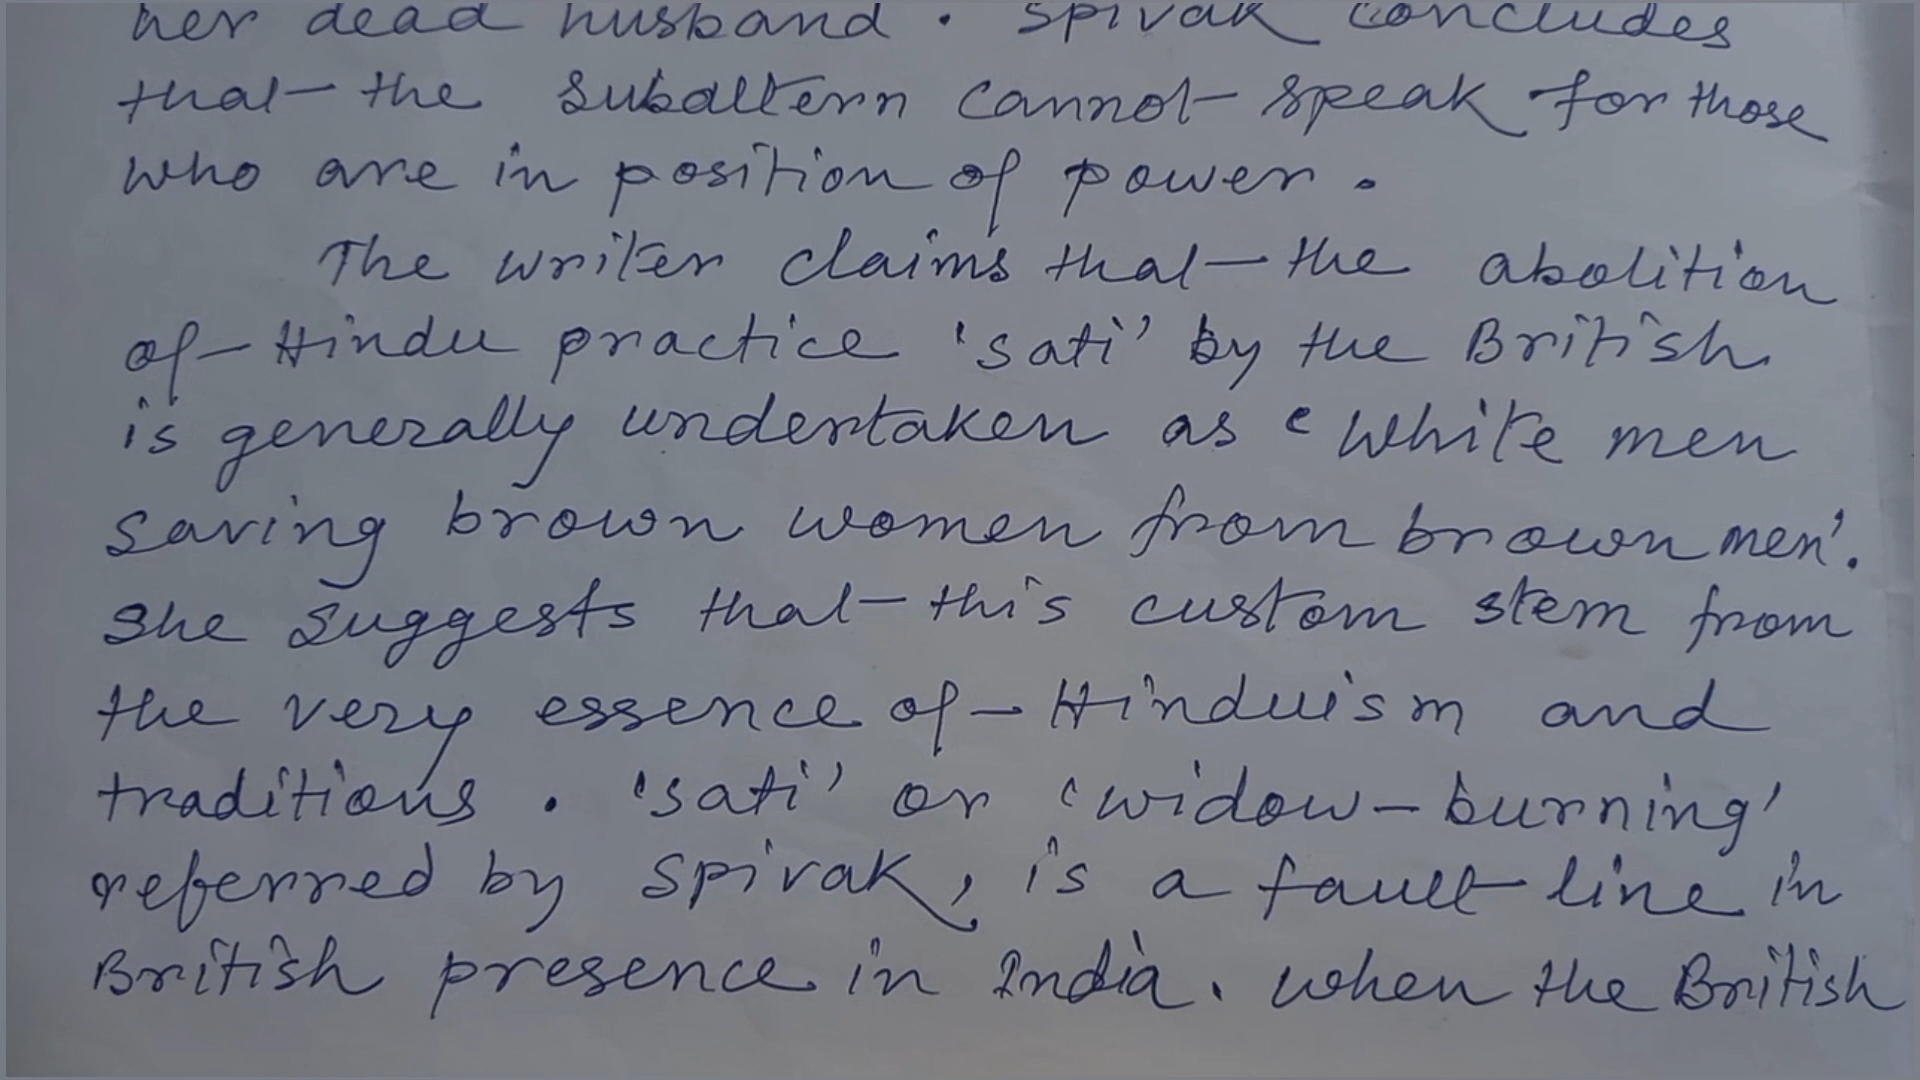 her dead husband. Spivak concludes
that the subaltern cannot speak for those
who are in position of power.
The writer claims that the abolition
of Hindu practice 'sati' by the British
is generally undertaken as 'White men
saving brown women from brown men'.
She suggests that this custom stem from
the very essence of Hinduism and
traditions. 'sati' or 'widow-burning'
referred by Spivak, is a fault line in
British presence in India. when the British